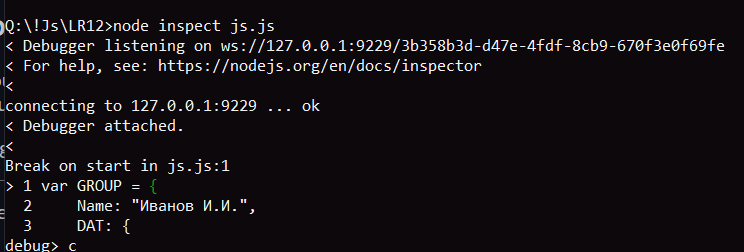 Q:\!Js\LR12>node inspect js.js
< Debugger listening on ws://127.0.0.1:9229/3b358b3d-d47e-4fdf-8cb9-670f3e0f69fe
< For help, see: https://nodejs.org/en/docs/inspector
<
connecting to 127.0.0.1:9229 ... ok
< Debugger attached.
<
Break on start in js.js:1
> 1 var GROUP = {
  2     Name: "Иванов И.И.",
  3     DAT: {
debug> c